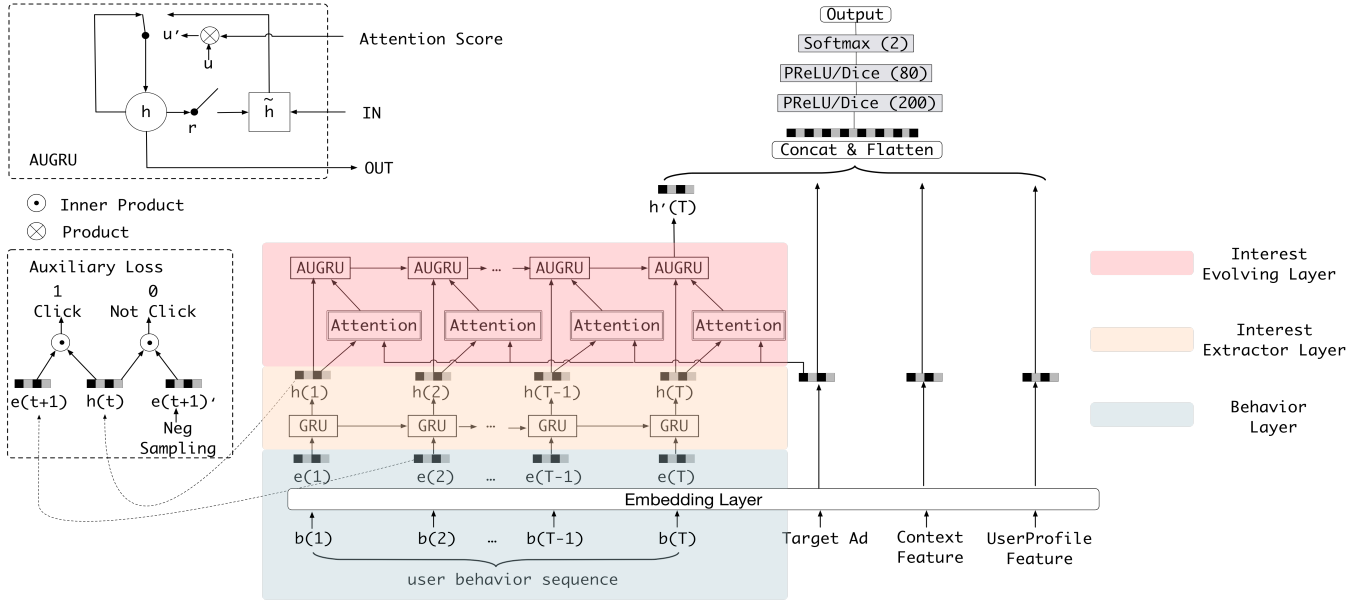 Output
Softmax (2)
PReLU/Dice (80)
PReLU/Dice (200)
Concat & Flatten
h
r
h̃
u′
u
Attention Score
IN
OUT
AUGRU
Inner Product
Product
h′(T)
Auxiliary Loss
1
Click
0
Not Click
e(t+1)
h(t)
e(t+1)′
Neg
Sampling
AUGRU
AUGRU
...
AUGRU
AUGRU
Attention
Attention
Attention
Attention
h(1)
h(2)
h(T-1)
h(T)
GRU
GRU
...
GRU
GRU
e(1)
e(2)
...
e(T-1)
e(T)
Embedding Layer
b(1)
b(2)
...
b(T-1)
b(T)
user behavior sequence
Target Ad
Context
Feature
UserProfile
Feature
Interest
Evolving Layer
Interest
Extractor Layer
Behavior
Layer